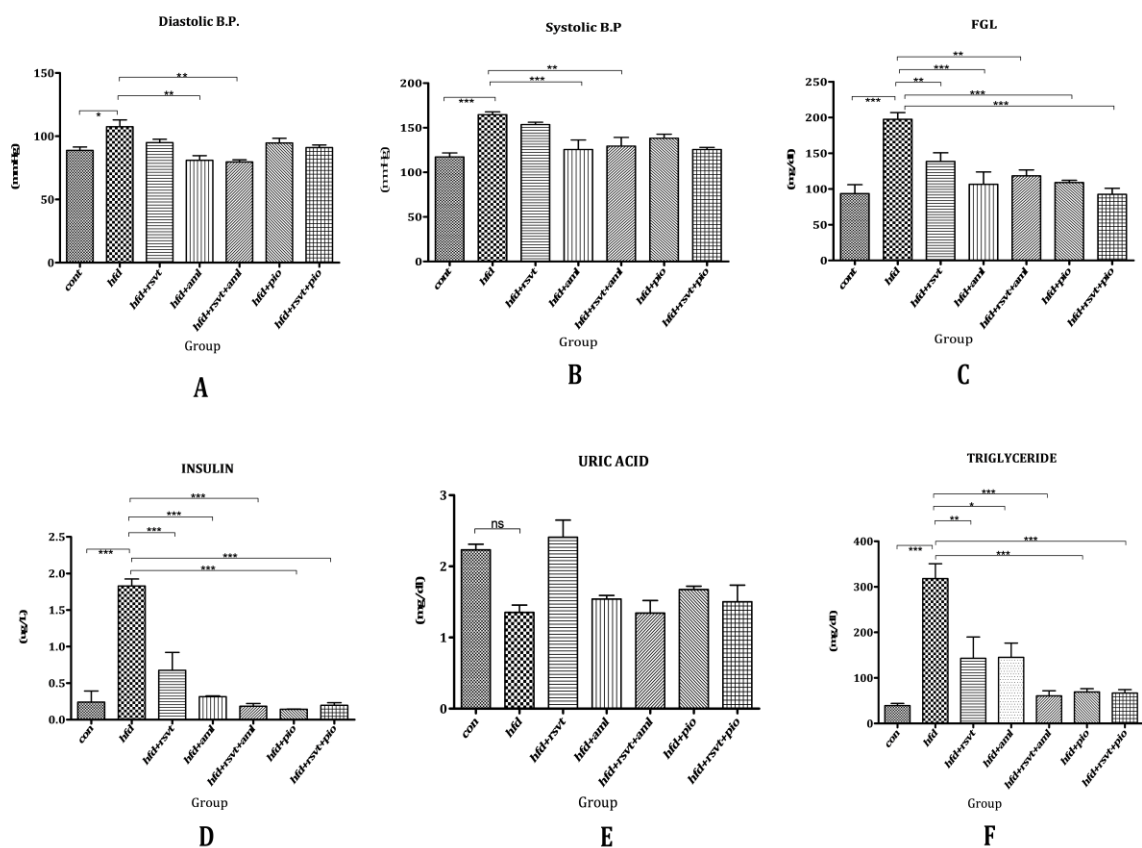 Diastolic B.P.
**
**
*
150
100
50
0
(mmHg)
cont
hfd
hfd+rsvt
hfd+aml
hfd+rsvt+aml
hfd+pio
hfd+rsvt+pio
Group
A
Systolic B.P
**
***
***
200
150
100
50
0
(mmHg)
cont
hfd
hfd+rsvt
hfd+aml
hfd+rsvt+aml
hfd+pio
hfd+rsvt+pio
Group
B
FGL
**
***
**
***
***
***
250
200
150
100
50
0
(mg/dl)
cont
hfd
hfd+rsvt
hfd+aml
hfd+rsvt+aml
hfd+pio
hfd+rsvt+pio
Group
C
INSULIN
***
***
***
***
***
***
2.5
2.0
1.5
1.0
0.5
0.0
(ug/L)
con
hfd
hfd+rsvt
hfd+aml
hfd+rsvt+aml
hfd+pio
hfd+rsvt+pio
Group
D
URIC ACID
ns
3
2
1
0
(mg/dl)
con
hfd
hfd+rsvt
hfd+aml
hfd+rsvt+aml
hfd+pio
hfd+rsvt+pio
Group
E
TRIGLYCERIDE
***
*
**
***
***
***
400
300
200
100
0
(mg/dl)
con
hfd
hfd+rsvt
hfd+aml
hfd+rsvt+aml
hfd+pio
hfd+rsvt+pio
Group
F